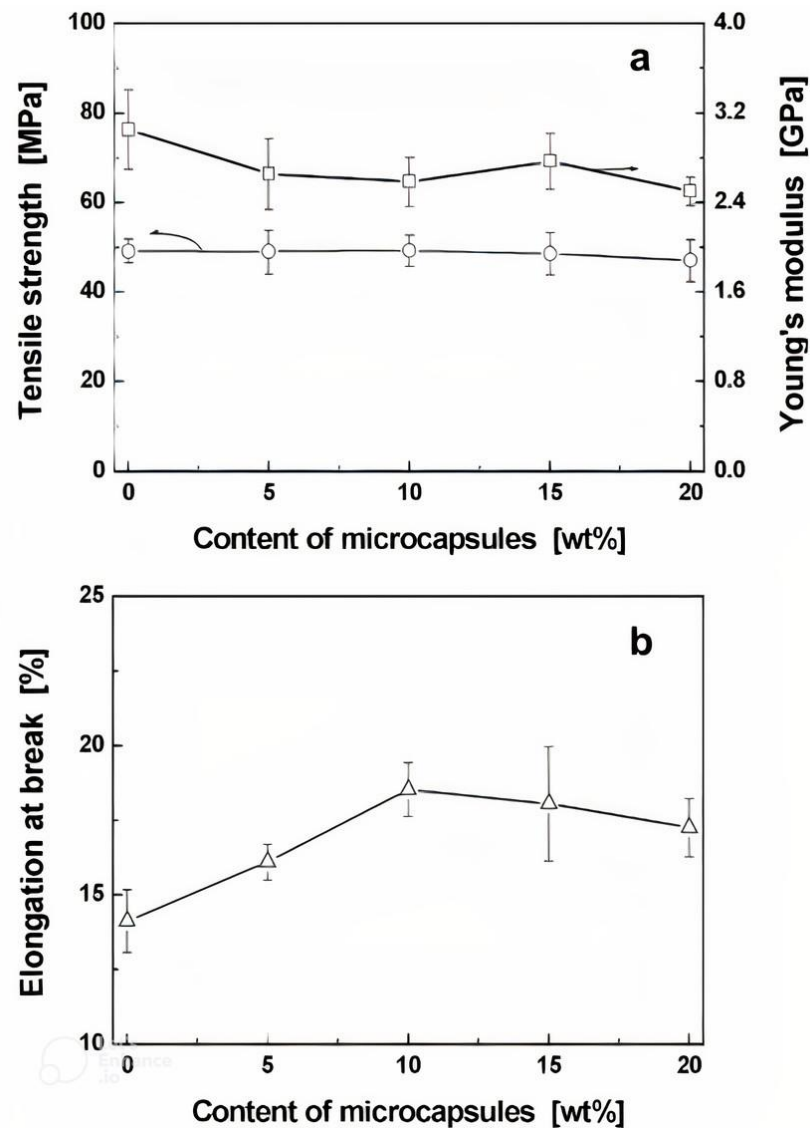 a
Tensile strength [MPa]
100
80
60
40
20
0
Young's modulus [GPa]
4.0
3.2
2.4
1.6
0.8
0.0
0 5 10 15 20
Content of microcapsules [wt%]
b
Elongation at break [%]
25
20
15
10
0 5 10 15 20
Content of microcapsules [wt%]
Enhance
.io